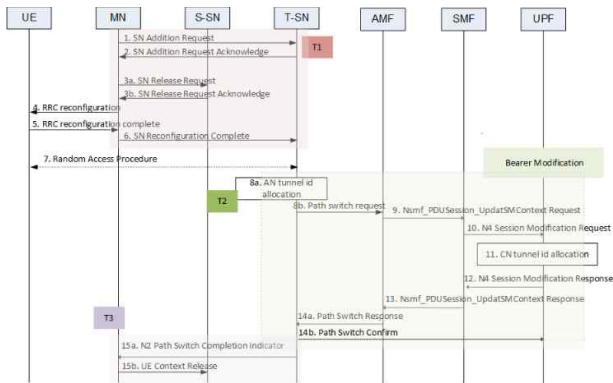 UE MN S-SN T-SN AMF SMF UPF
1. SN Addition Request
T1
2. SN Addition Request Acknowledge
3a. SN Release Request
3b. SN Release Request Acknowledge
4. RRC reconfiguration
5. RRC reconfiguration complete
6. SN Reconfiguration Complete
7. Random Access Procedure
Bearer Modification
8a. AN tunnel id
allocation
T2
8b. Path switch request
9. Nsmf_PDUSession_UpdatSMContext Request
10. N4 Session Modification Request
11. CN tunnel id allocation
12. N4 Session Modification Response
13. Nsmf_PDUSession_UpdatSMContext Response
T3
14a. Path Switch Response
14b. Path Switch Confirm
15a. N2 Path Switch Completion Indicator
15b. UE Context Release